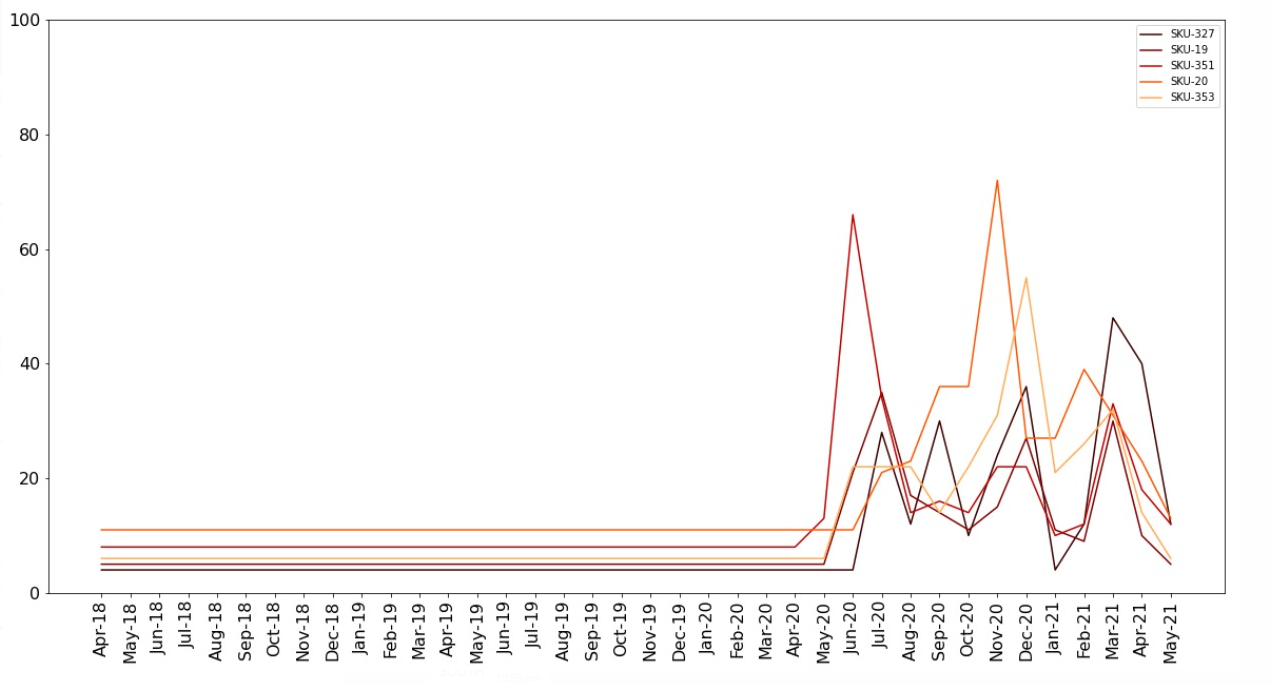 100
80
60
40
20
0
SKU-327
SKU-19
SKU-351
SKU-20
SKU-353
Apr-18
May-18
Jun-18
Jul-18
Aug-18
Sep-18
Oct-18
Nov-18
Dec-18
Jan-19
Feb-19
Mar-19
Apr-19
May-19
Jun-19
Jul-19
Aug-19
Sep-19
Oct-19
Nov-19
Dec-19
Jan-20
Feb-20
Mar-20
Apr-20
May-20
Jun-20
Jul-20
Aug-20
Sep-20
Oct-20
Nov-20
Dec-20
Jan-21
Feb-21
Mar-21
Apr-21
May-21